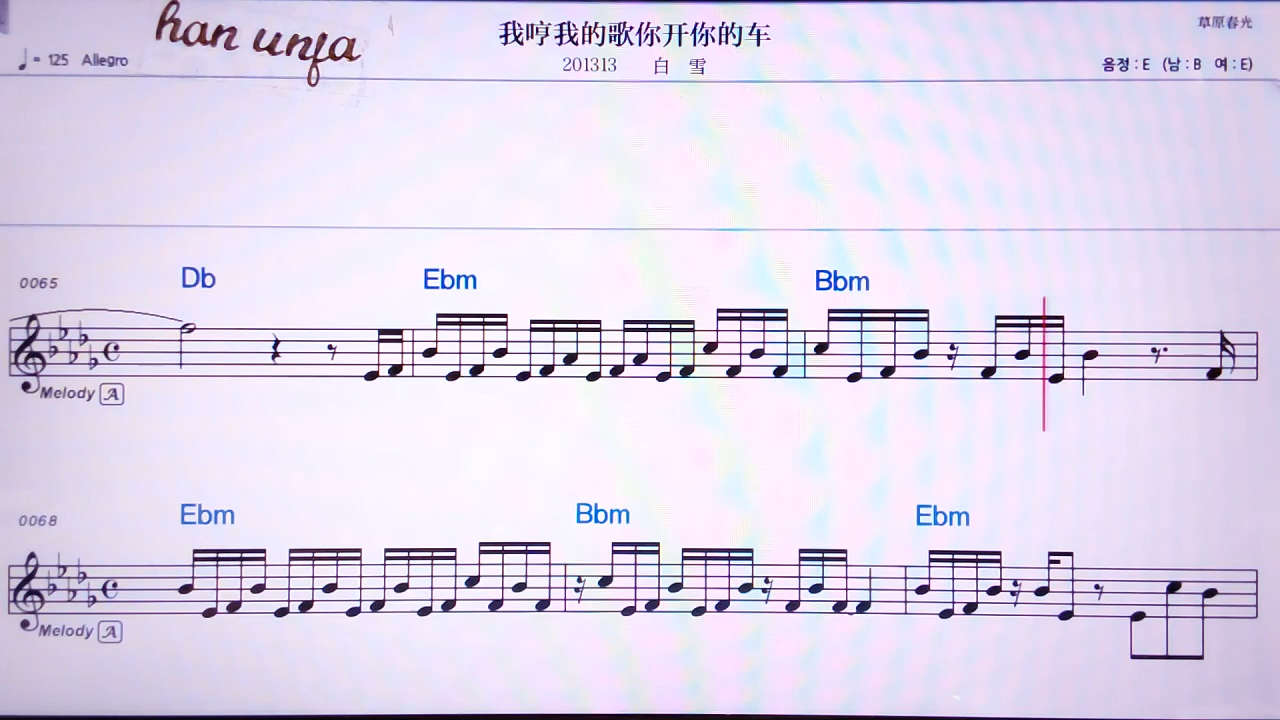 han unfa
我哼我的歌你开你的车
草原春光
♩= 125 Allegro
201313 白 雪
음정 : E (남 : B 여 : E)
0065
Db Ebm Bbm
Melody A
0068
Ebm Bbm Ebm
Melody A